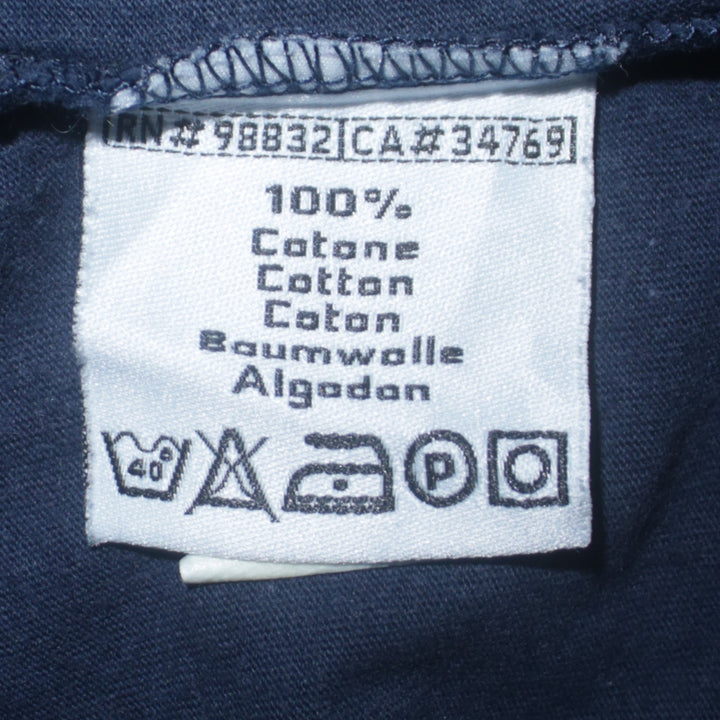 RN# 98832 CA# 34769
100%
Cotone
Cotton
Coton
Baumwolle
Algodon
40°
P